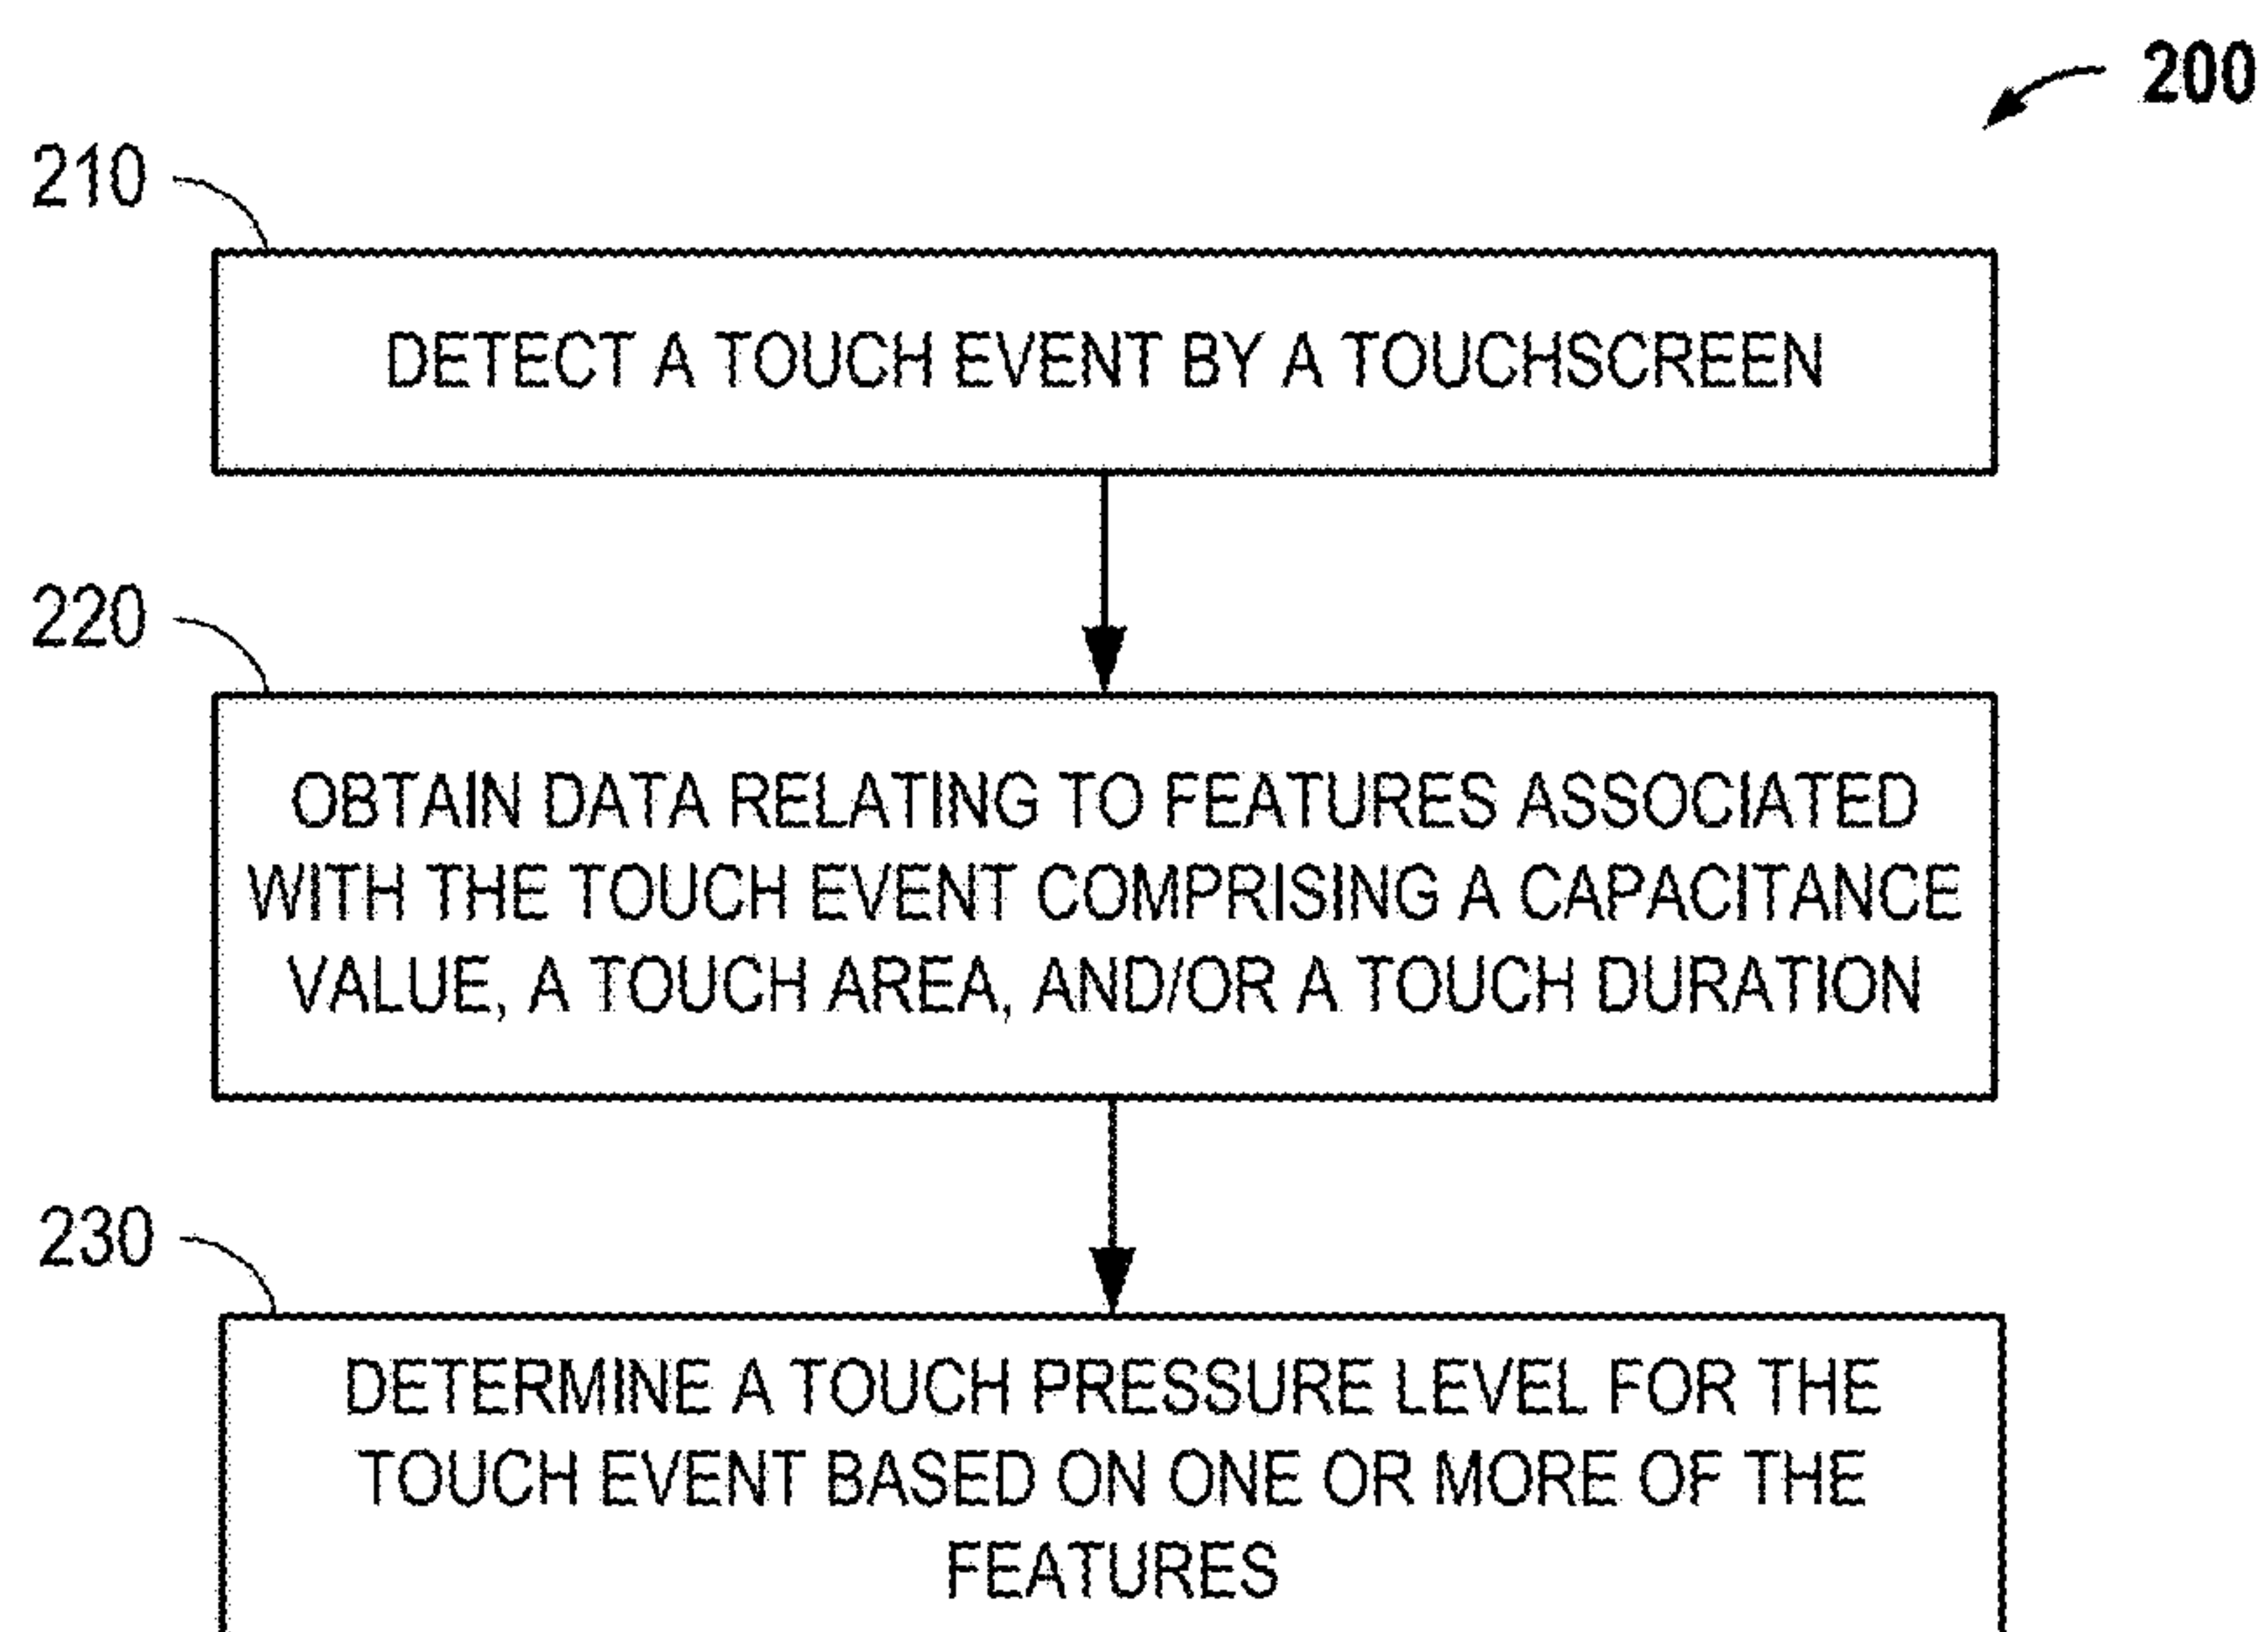 200
210
DETECT A TOUCH EVENT BY A TOUCHSCREEN
220
OBTAIN DATA RELATING TO FEATURES ASSOCIATED
WITH THE TOUCH EVENT COMPRISING A CAPACITANCE
VALUE, A TOUCH AREA, AND/OR A TOUCH DURATION
230
DETERMINE A TOUCH PRESSURE LEVEL FOR THE
TOUCH EVENT BASED ON ONE OR MORE OF THE
FEATURES